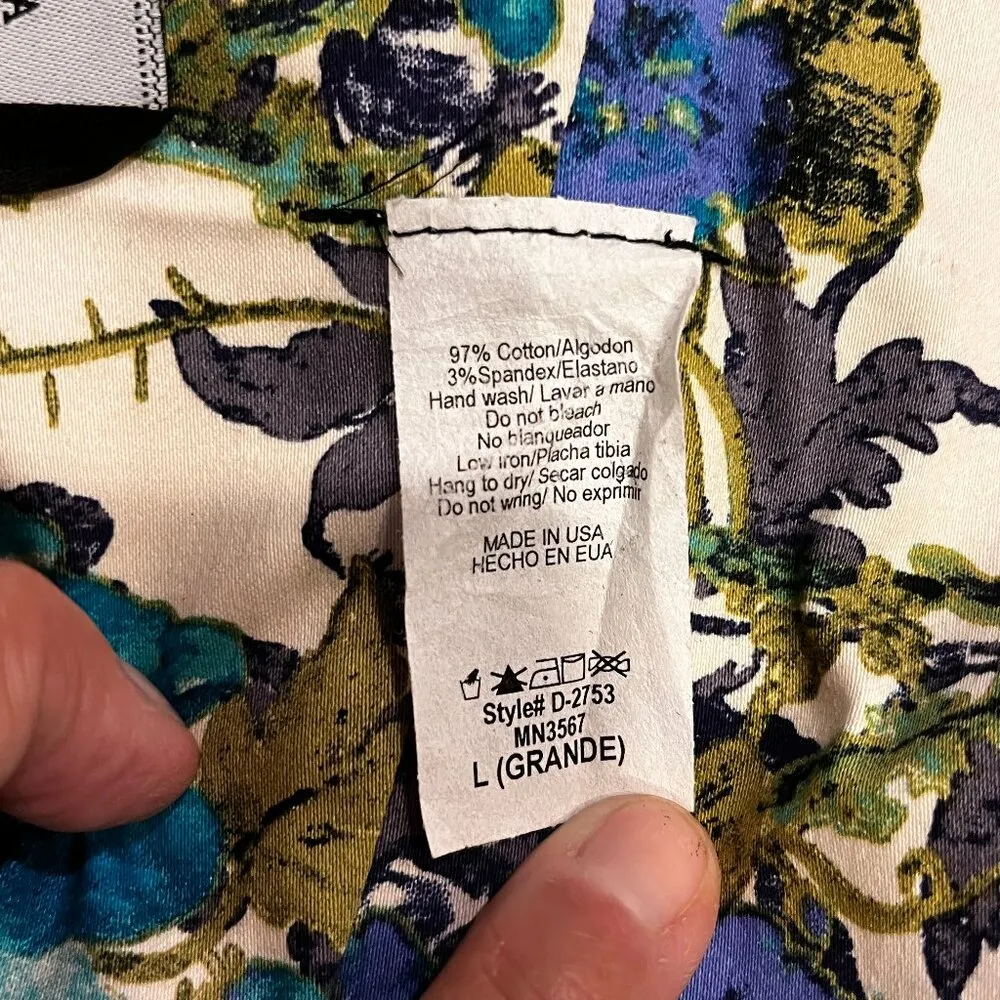 97% Cotton/Algodon
3%Spandex/Elastano
Hand wash/ Lavar a mano
Do not bleach
No blanqueador
Low iron/Placha tibia
Hang to dry/ Secar colgado
Do not wring/ No exprimir
MADE IN USA
HECHO EN EUA
Style# D-2753
MN3567
L (GRANDE)